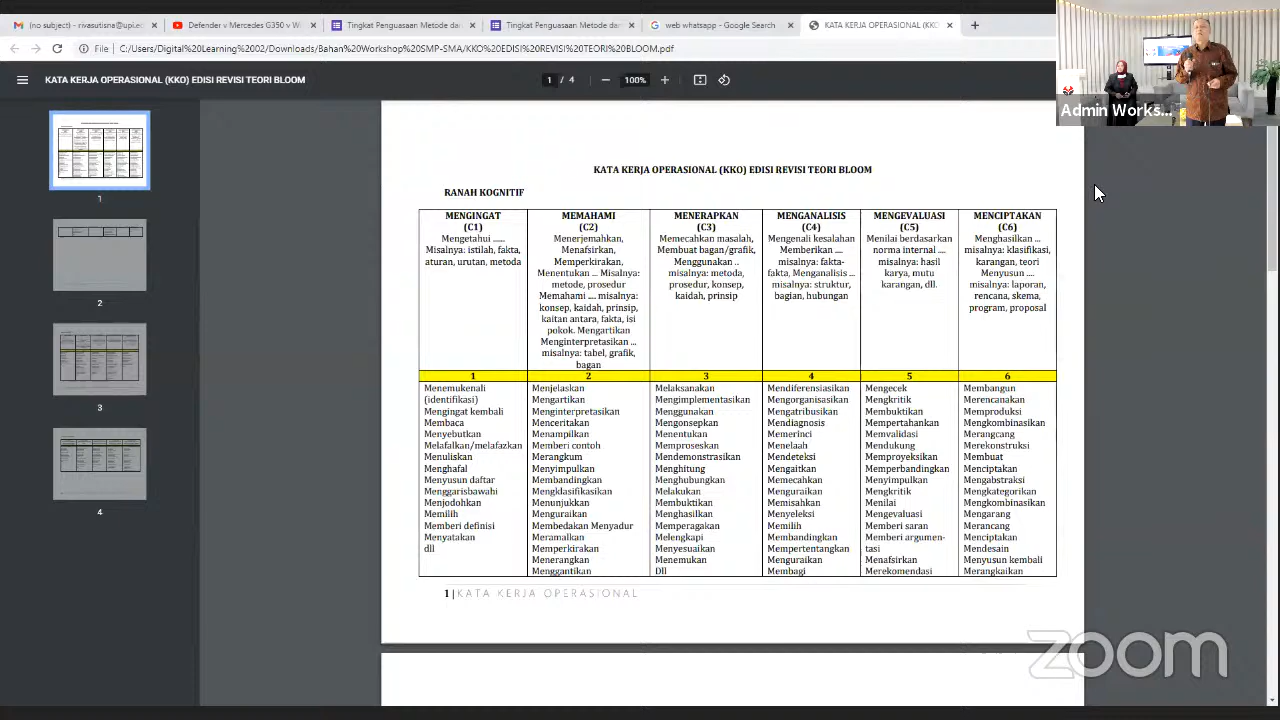 (no subject) - rivasutisna@upi.e
Defender v Mercedes G350 v W
Tingkat Penguasaan Metode da
Tingkat Penguasaan Metode da
web whatsapp - Google Search
KATA KERJA OPERASIONAL (KKO
File | C:/Users/Digital%20Learning%2002/Downloads/Bahan%20Workshop%20SMP-SMA/KKO%20EDISI%20REVISI%20TEORI%20BLOOM.pdf
KATA KERJA OPERASIONAL (KKO) EDISI REVISI TEORI BLOOM
1 / 4
100%
Admin Works...
1
2
3
4
KATA KERJA OPERASIONAL (KKO) EDISI REVISI TEORI BLOOM
RANAH KOGNITIF
MENGINGAT
(C1)
Mengetahui ......
Misalnya: istilah, fakta,
aturan, urutan, metoda
MEMAHAMI
(C2)
Menerjemahkan,
Menafsirkan,
Memperkirakan,
Menentukan ... Misalnya:
metode, prosedur
Memahami .... misalnya:
konsep, kaidah, prinsip,
kaitan antara, fakta, isi
pokok. Mengartikan
Menginterpretasikan ...
misalnya: tabel, grafik,
bagan
MENERAPKAN
(C3)
Memecahkan masalah,
Membuat bagan/grafik,
Menggunakan ..
misalnya: metoda,
prosedur, konsep,
kaidah, prinsip
MENGANALISIS
(C4)
Mengenali kesalahan
Memberikan ....
misalnya: fakta-
fakta, Menganalisis ...
misalnya: struktur,
bagian, hubungan
MENGEVALUASI
(C5)
Menilai berdasarkan
norma internal ....
misalnya: hasil
karya, mutu
karangan, dll.
MENCIPTAKAN
(C6)
Menghasilkan ...
misalnya: klasifikasi,
karangan, teori
Menyusun ....
misalnya: laporan,
rencana, skema,
program, proposal
1
2
3
4
5
6
Menemukenali
(identifikasi)
Mengingat kembali
Membaca
Menyebutkan
Melafalkan/melafazkan
Menuliskan
Menghafal
Menyusun daftar
Menggarisbawahi
Menjodohkan
Memilih
Memberi definisi
Menyatakan
dll
Menjelaskan
Mengartikan
Menginterpretasikan
Menceritakan
Menampilkan
Memberi contoh
Merangkum
Menyimpulkan
Membandingkan
Mengklasifikasikan
Menunjukkan
Menguraikan
Membedakan Menyadur
Meramalkan
Memperkirakan
Menerangkan
Menggantikan
Melaksanakan
Mengimplementasikan
Menggunakan
Mengonsepkan
Menentukan
Memproseskan
Mendemonstrasikan
Menghitung
Menghubungkan
Melakukan
Membuktikan
Menghasilkan
Memperagakan
Melengkapi
Menyesuaikan
Menemukan
Dll
Mendiferensiasikan
Mengorganisasikan
Mengatribusikan
Mendiagnosis
Memerinci
Menelaah
Mendeteksi
Mengaitkan
Memecahkan
Menguraikan
Memisahkan
Menyeleksi
Memilih
Membandingkan
Mempertentangkan
Menguraikan
Membagi
Mengecek
Mengkritik
Membuktikan
Mempertahankan
Memvalidasi
Mendukung
Memproyeksikan
Memperbandingkan
Menyimpulkan
Mengkritik
Menilai
Mengevaluasi
Memberi saran
Memberi argumen-
tasi
Menafsirkan
Merekomendasi
Membangun
Merencanakan
Memproduksi
Mengkombinasikan
Merangcang
Merekonstruksi
Membuat
Menciptakan
Mengabstraksi
Mengkategorikan
Mengkombinasikan
Mengarang
Merancang
Menciptakan
Mendesain
Menyusun kembali
Merangkaikan
1 | KATA KERJA OPERASIONAL
zoom